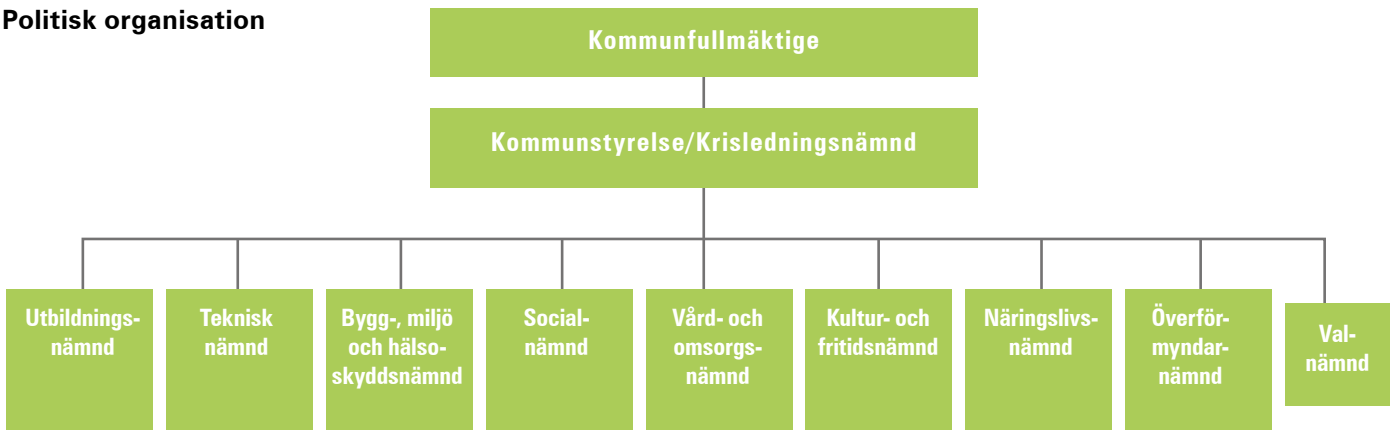 Politisk organisation
Kommunfullmäktige
Kommunstyrelse/Krisledningsnämnd
Utbildnings-
nämnd
Teknisk
nämnd
Bygg-, miljö
och hälso-
skyddsnämnd
Social-
nämnd
Vård- och
omsorgs-
nämnd
Kultur- och
fritidsnämnd
Näringslivs-
nämnd
Överför-
myndar-
nämnd
Val-
nämnd